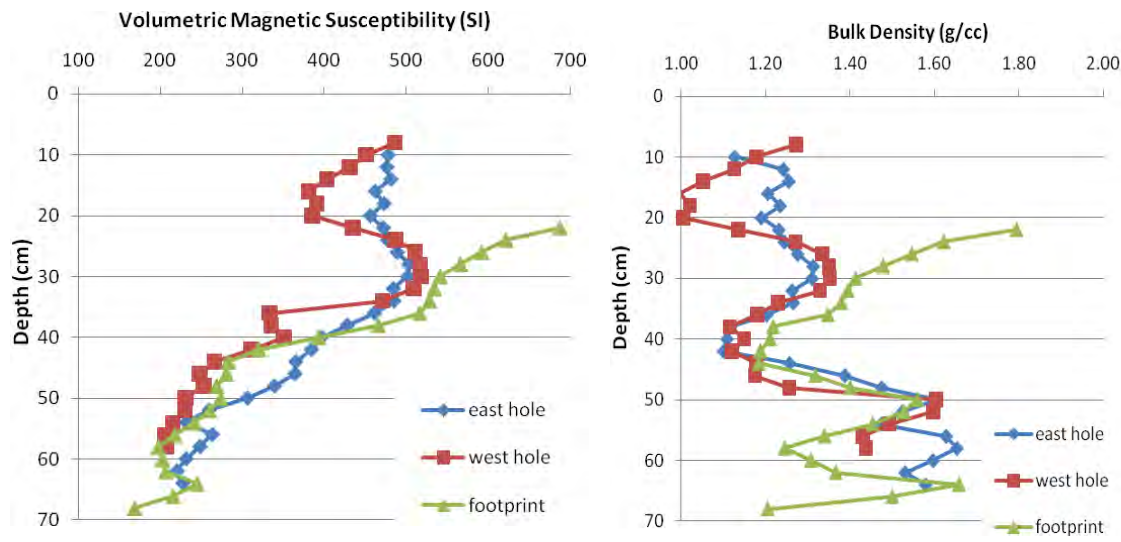 Volumetric Magnetic Susceptibility (SI)
100 200 300 400 500 600 700
0
10
20
30
40
50
60
70
Depth (cm)
east hole
west hole
footprint
Bulk Density (g/cc)
1.00 1.20 1.40 1.60 1.80 2.00
0
10
20
30
40
50
60
70
Depth (cm)
east hole
west hole
footprint